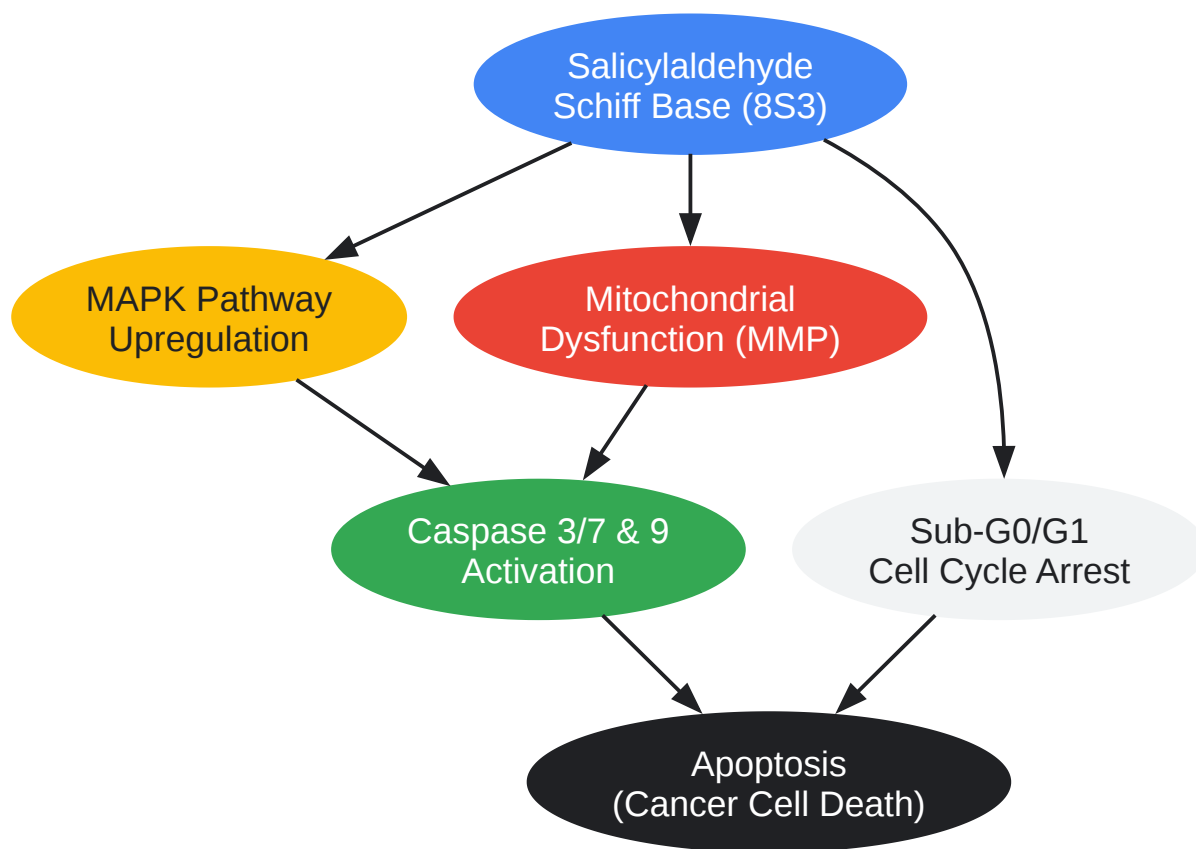 Salicylaldehyde
Schiff Base (8S3)
MAPK Pathway
Upregulation
Mitochondrial
Dysfunction (MMP)
Caspase 3/7 & 9
Activation
Sub-G0/G1
Cell Cycle Arrest
Apoptosis
(Cancer Cell Death)